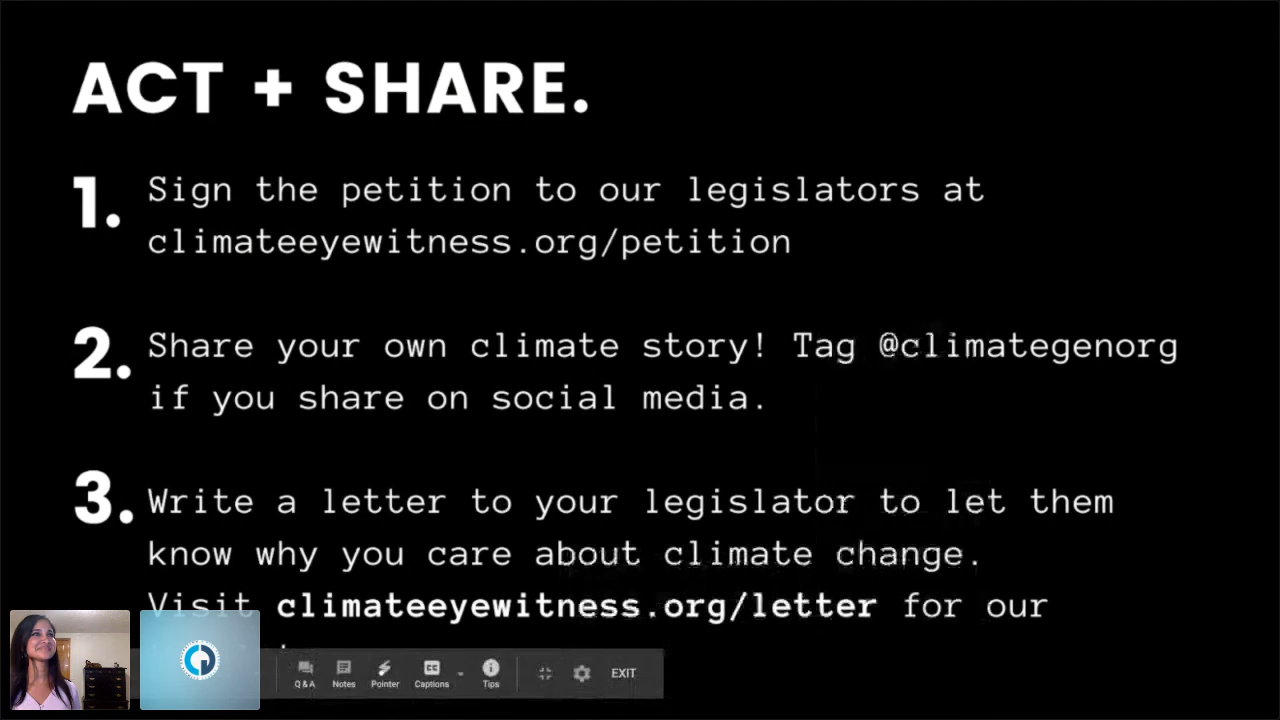 ACT + SHARE.
1. Sign the petition to our legislators at
climateeyewitness.org/petition
2. Share your own climate story! Tag @climategenorg
if you share on social media.
3. Write a letter to your legislator to let them
know why you care about climate change.
Visit climateeyewitness.org/letter for our
Q & A Notes Pointer Captions Tips EXIT